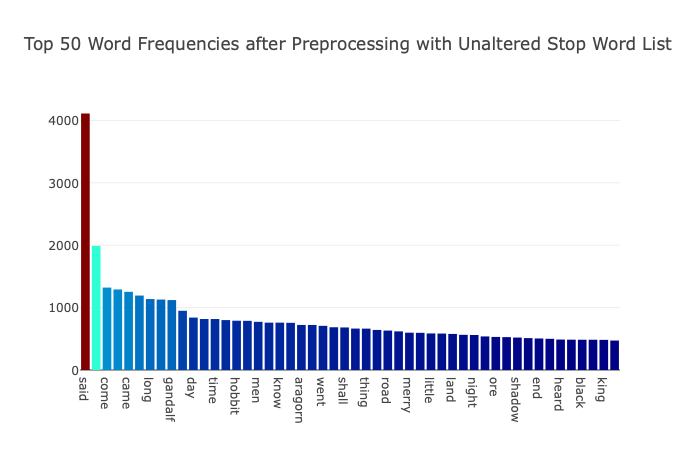 Top 50 Word Frequencies after Preprocessing with Unaltered Stop Word List
4000
3000
2000
1000
0
said
come
came
long
gandalf
day
time
hobbit
men
know
aragorn
went
shall
thing
road
merry
little
land
night
ore
shadow
end
heard
black
king